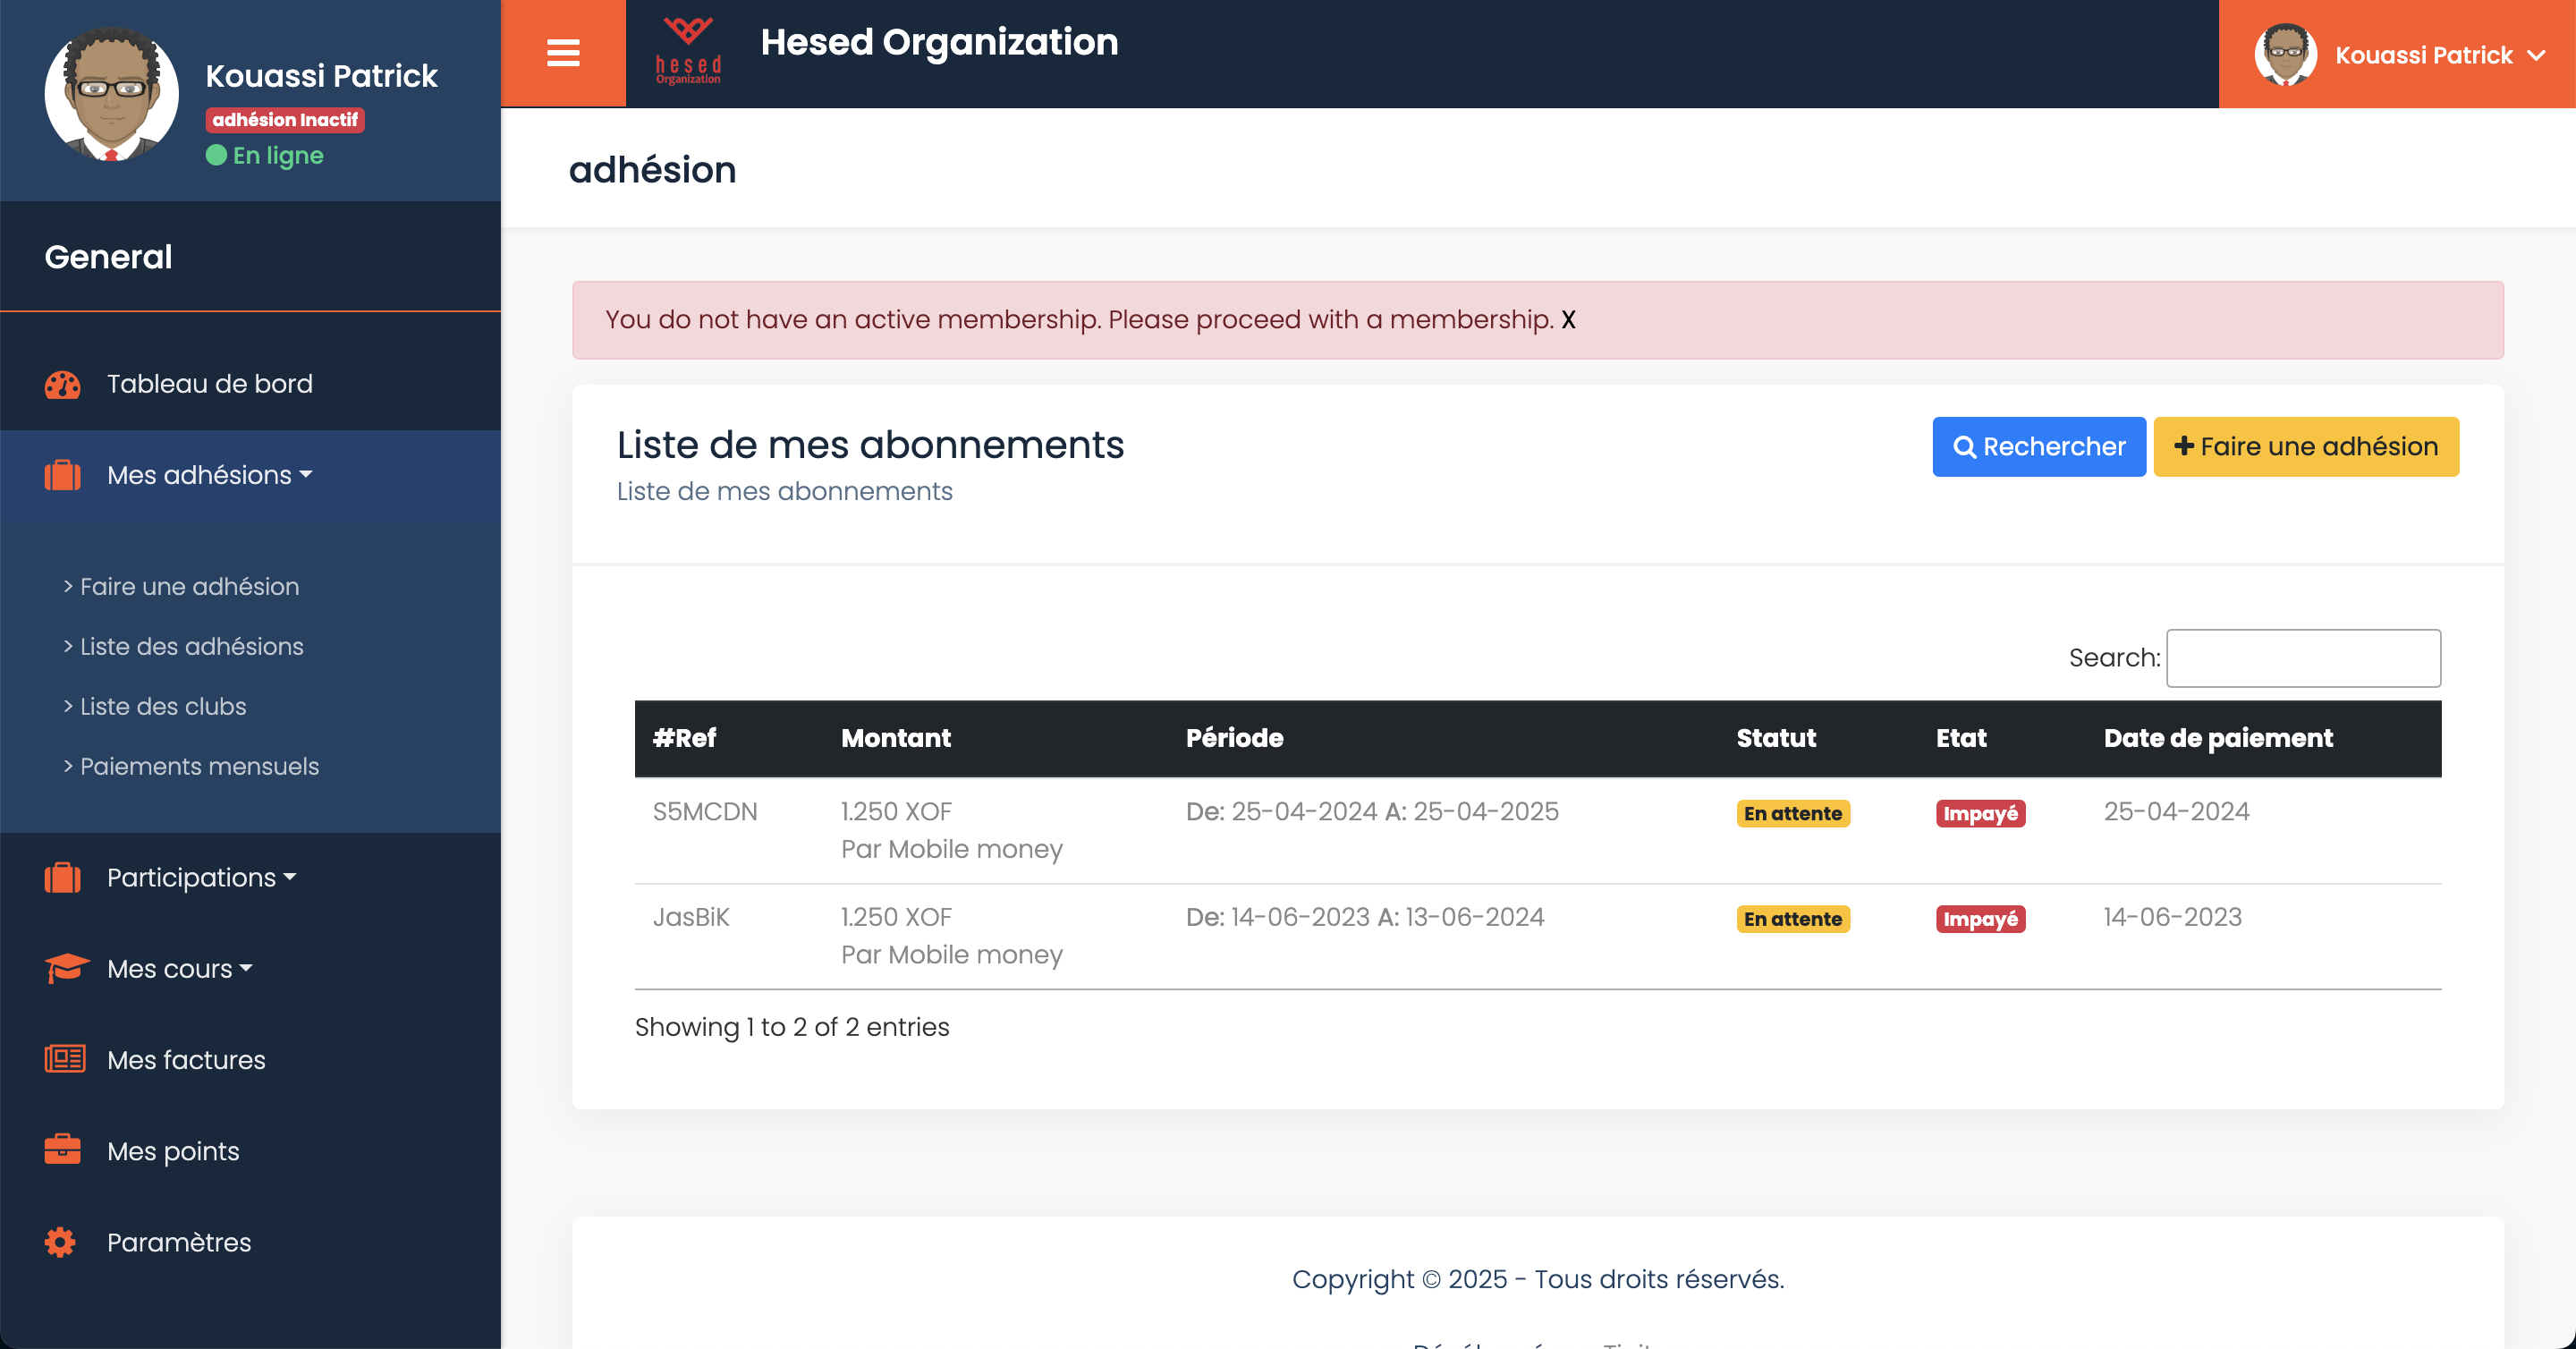 Kouassi Patrick
adhésion Inactif
En ligne
General
Tableau de bord
Mes adhésions
> Faire une adhésion
> Liste des adhésions
> Liste des clubs
> Paiements mensuels
Participations
Mes cours
Mes factures
Mes points
Paramètres
hesed
Organization
Hesed Organization
Kouassi Patrick
adhésion
You do not have an active membership. Please proceed with a membership. X
Liste de mes abonnements
Liste de mes abonnements
Rechercher
Faire une adhésion
Search:
#Ref Montant Période Statut Etat Date de paiement
S5MCDN 1.250 XOF De: 25-04-2024 A: 25-04-2025 En attente Impayé 25-04-2024
Par Mobile money
JasBiK 1.250 XOF De: 14-06-2023 A: 13-06-2024 En attente Impayé 14-06-2023
Par Mobile money
Showing 1 to 2 of 2 entries
Copyright © 2025 - Tous droits réservés.